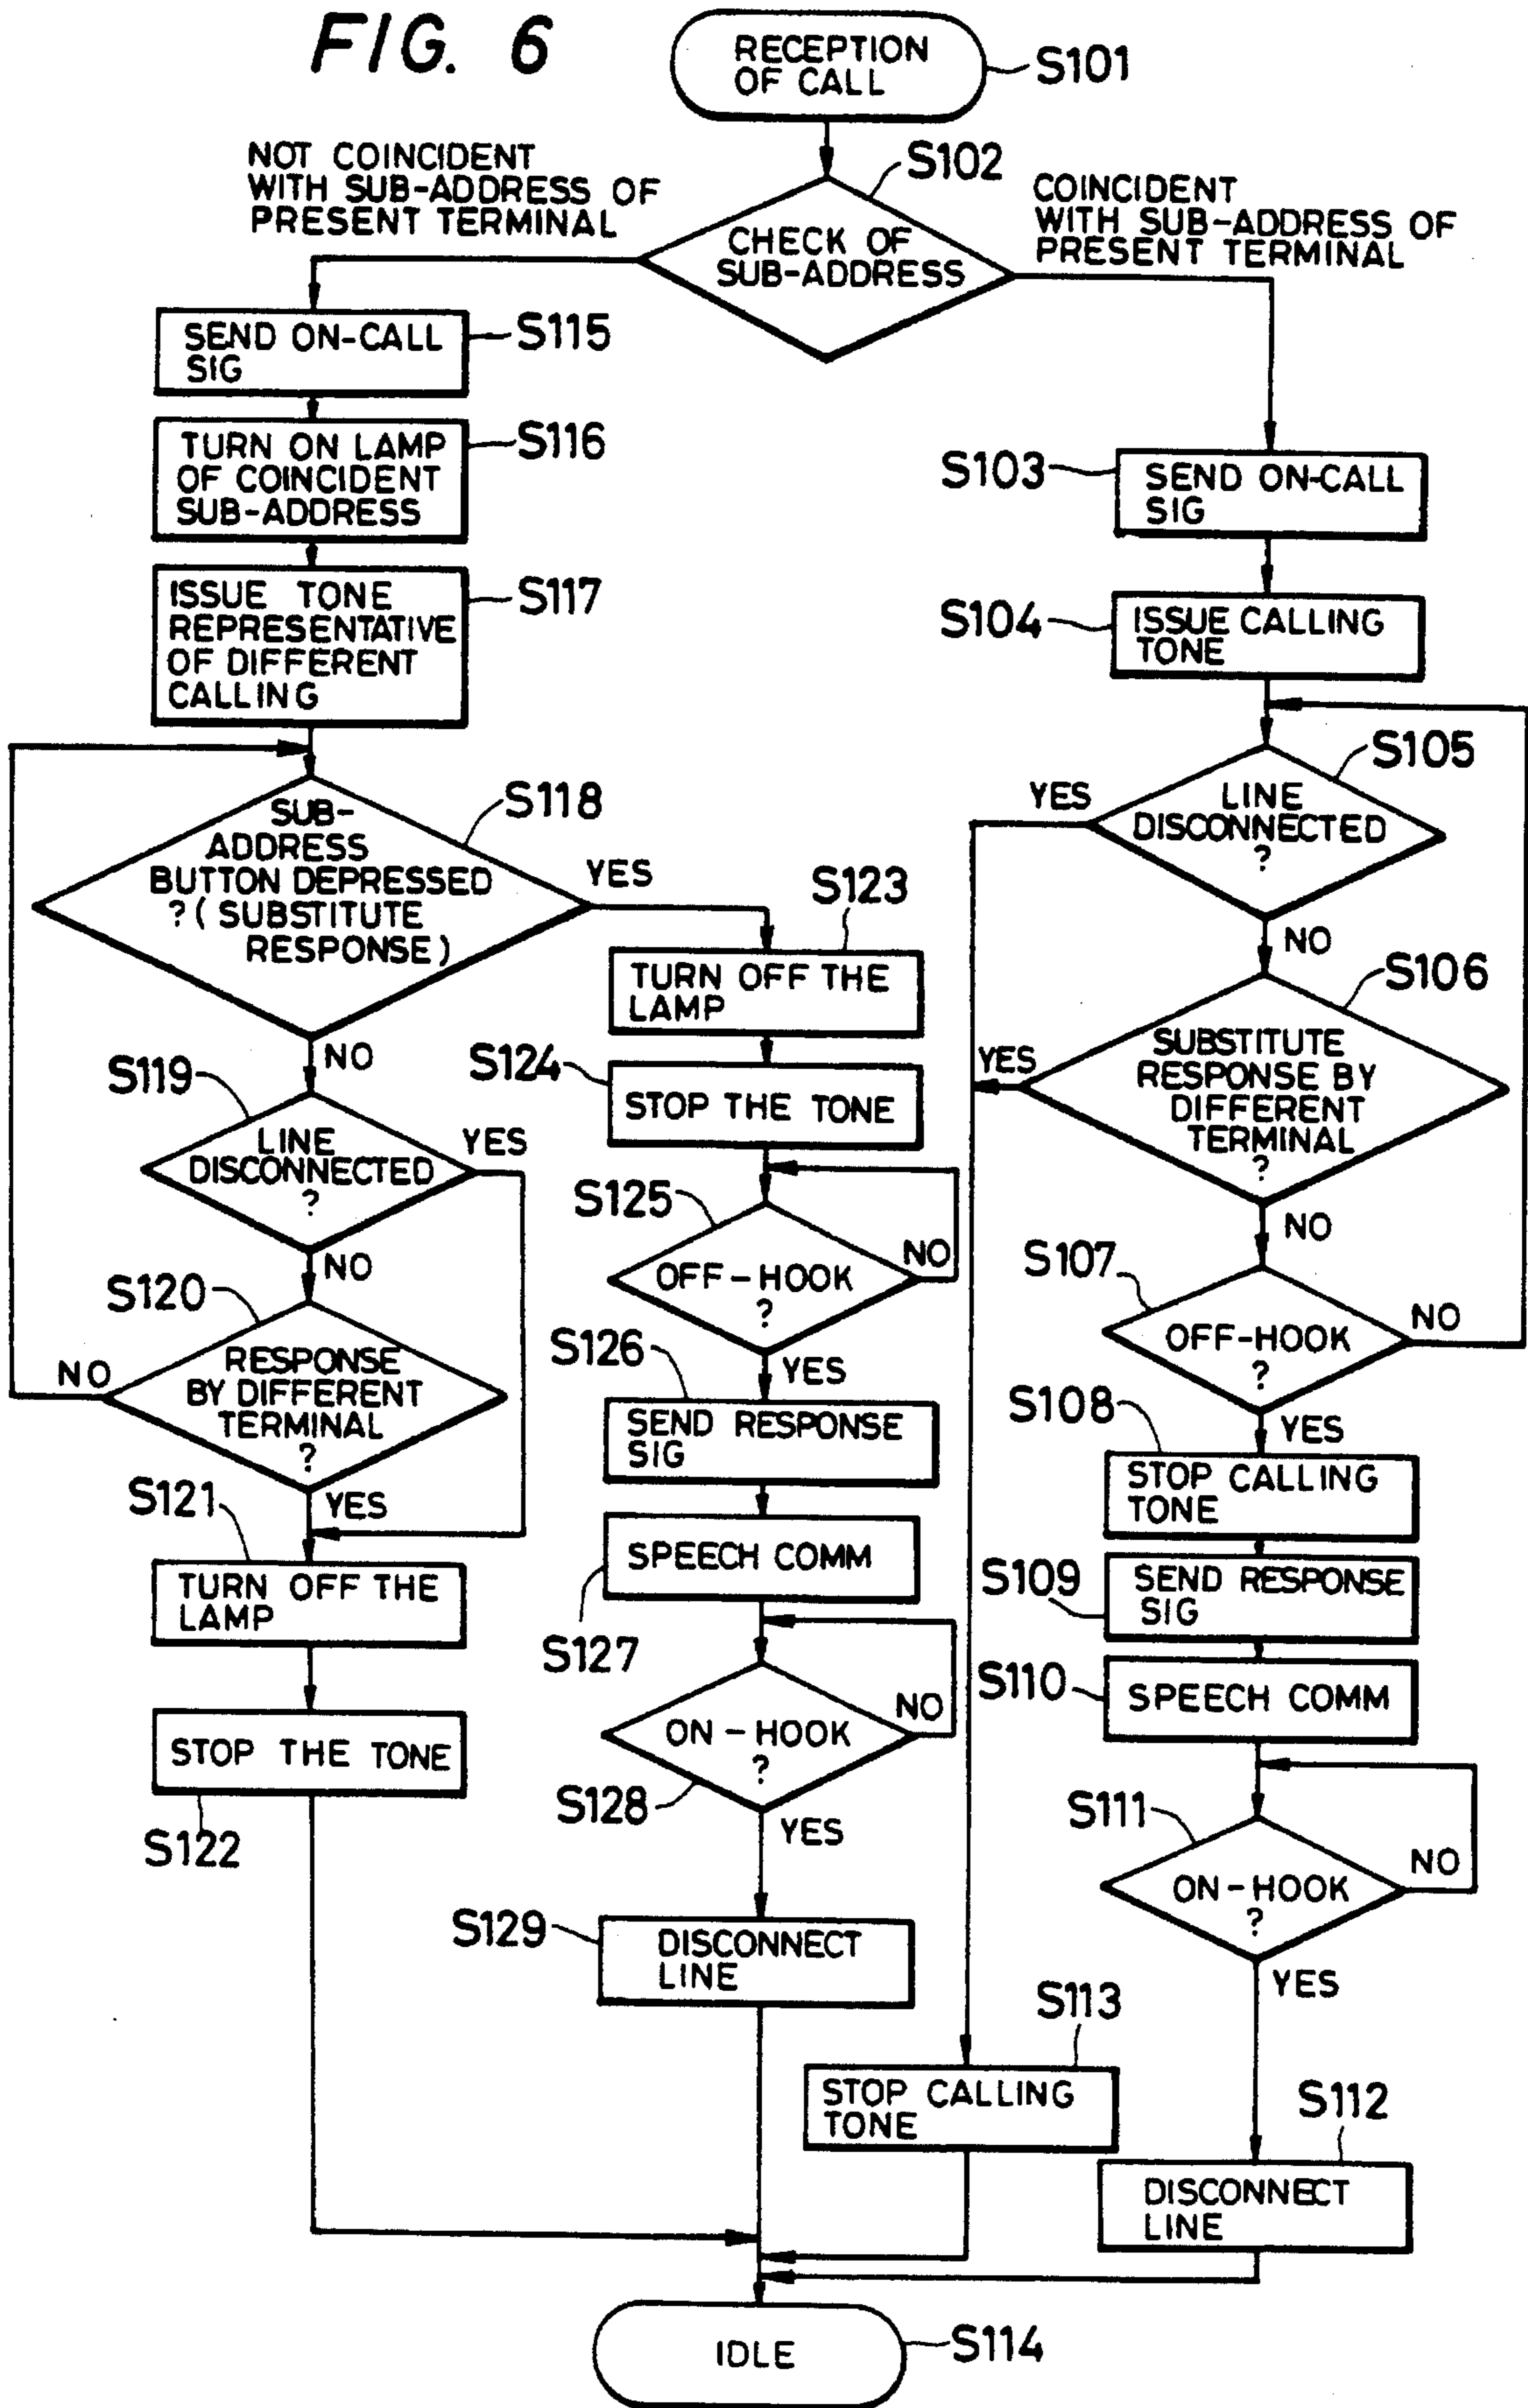 FIG. 6
RECEPTION
OF CALL
S101
NOT COINCIDENT
WITH SUB-ADDRESS OF
PRESENT TERMINAL
S102
COINCIDENT
WITH SUB-ADDRESS OF
PRESENT TERMINAL
CHECK OF
SUB-ADDRESS
SEND ON-CALL
SIG
S115
TURN ON LAMP
OF COINCIDENT
SUB-ADDRESS
S116
ISSUE TONE
REPRESENTATIVE
OF DIFFERENT
CALLING
S117
SUB-
ADDRESS
BUTTON DEPRESSED
? (SUBSTITUTE
RESPONSE)
S118
YES
NO
S119
LINE
DISCONNECTED
?
YES
NO
S120
RESPONSE
BY DIFFERENT
TERMINAL
?
NO
YES
S121
TURN OFF THE
LAMP
STOP THE TONE
S122
S123
TURN OFF THE
LAMP
S124
STOP THE TONE
S125
OFF-HOOK
?
NO
YES
S126
SEND RESPONSE
SIG
SPEECH COMM
S127
ON-HOOK
?
NO
S128
YES
S129
DISCONNECT
LINE
S103
SEND ON-CALL
SIG
S104
ISSUE CALLING
TONE
S105
LINE
DISCONNECTED
?
YES
NO
S106
SUBSTITUTE
RESPONSE BY
DIFFERENT
TERMINAL
?
YES
NO
S107
OFF-HOOK
?
NO
YES
S108
STOP CALLING
TONE
S109
SEND RESPONSE
SIG
S110
SPEECH COMM
S111
ON-HOOK
?
NO
YES
S113
STOP CALLING
TONE
S112
DISCONNECT
LINE
IDLE
S114